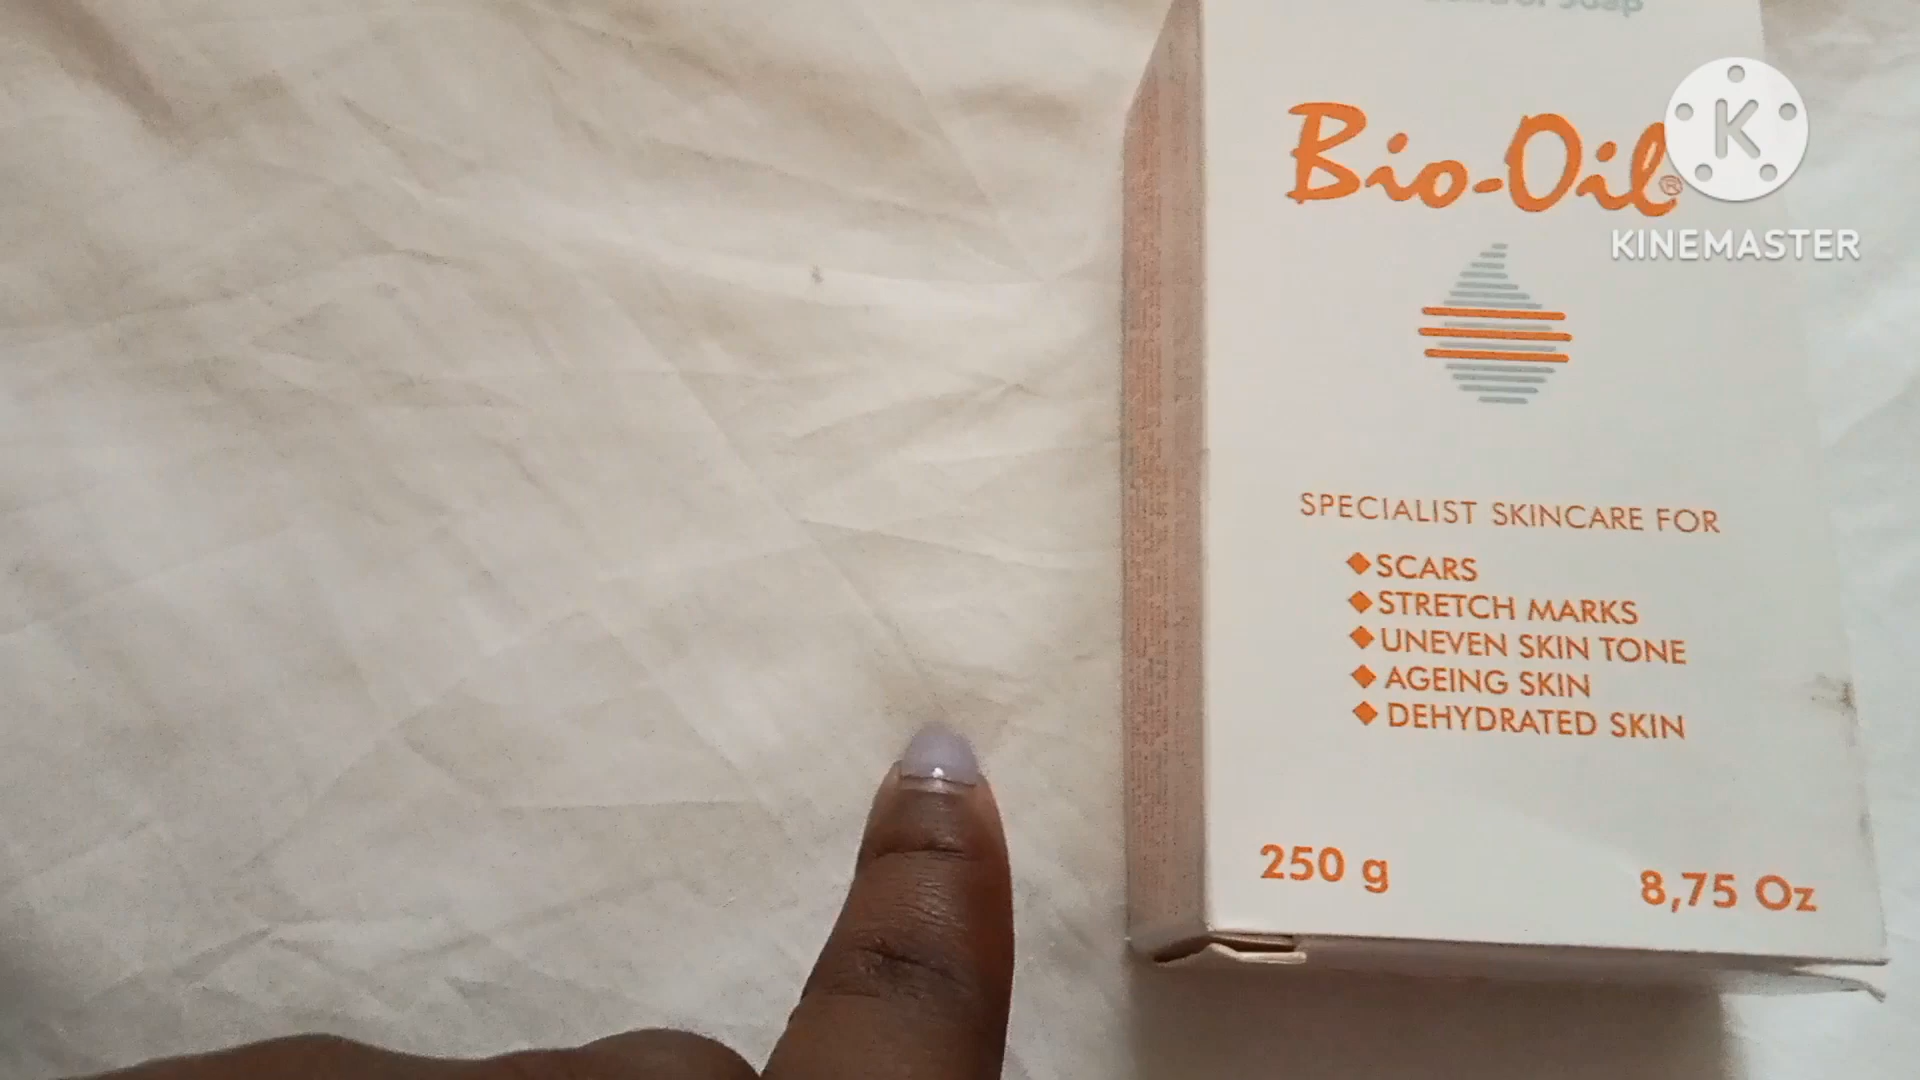 Soap
Bio-Oil®
K
KINEMASTER
SPECIALIST SKINCARE FOR
SCARS
STRETCH MARKS
UNEVEN SKIN TONE
AGEING SKIN
DEHYDRATED SKIN
250 g
8,75 Oz